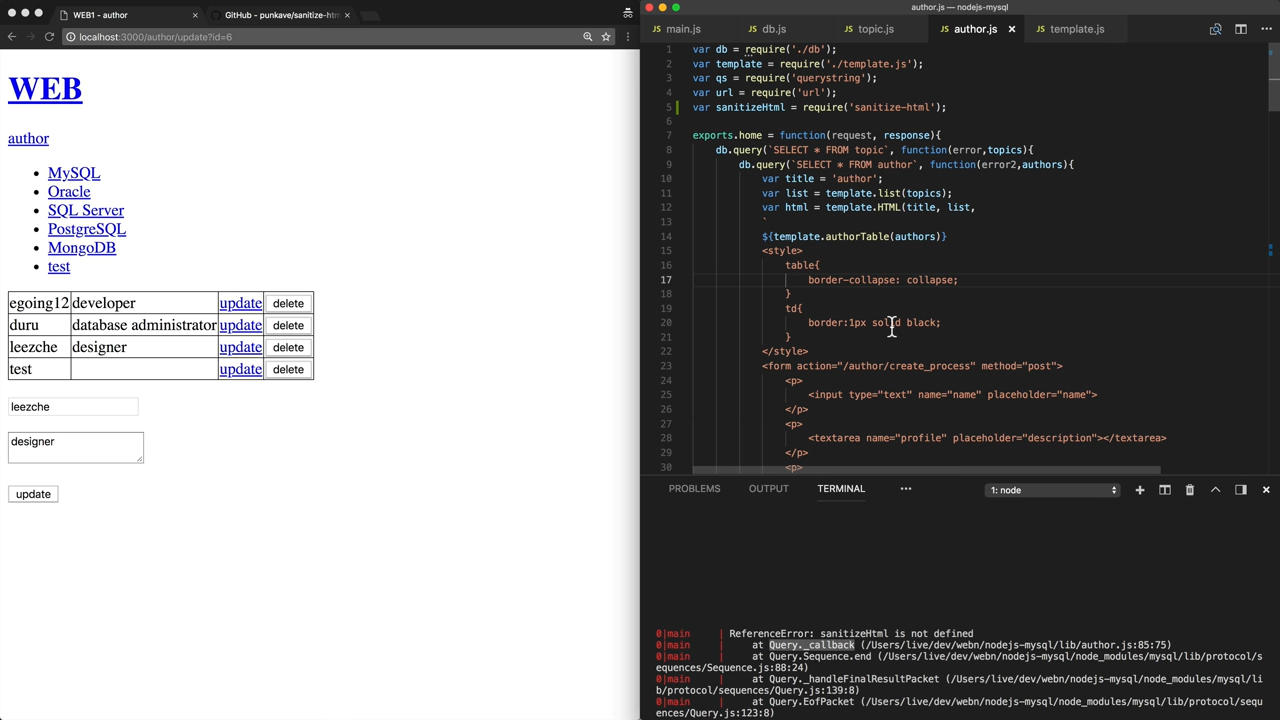 WEB1 - author
GitHub - punkave/sanitize-htm
localhost:3000/author/update?id=6
WEB
author
MySQL
Oracle
SQL Server
PostgreSQL
MongoDB
test
egoing12 developer update delete
duru database administrator update delete
leezche designer update delete
test update delete
leezche
designer
update
author.js — nodejs-mysql
main.js db.js topic.js author.js template.js
1 var db = require('./db');
2 var template = require('./template.js');
3 var qs = require('querystring');
4 var url = require('url');
5 var sanitizeHtml = require('sanitize-html');
6
7 exports.home = function(request, response){
8 db.query(`SELECT * FROM topic`, function(error,topics){
9 db.query(`SELECT * FROM author`, function(error2,authors){
10 var title = 'author';
11 var list = template.list(topics);
12 var html = template.HTML(title, list,
13 `
14 ${template.authorTable(authors)}
15 <style>
16 table{
17 border-collapse: collapse;
18 }
19 td{
20 border:1px solid black;
21 }
22 </style>
23 <form action="/author/create_process" method="post">
24 <p>
25 <input type="text" name="name" placeholder="name">
26 </p>
27 <p>
28 <textarea name="profile" placeholder="description"></textarea>
29 </p>
30 <p>
PROBLEMS OUTPUT TERMINAL 1: node
0|main | ReferenceError: sanitizeHtml is not defined
0|main | at Query._callback (/Users/live/dev/webn/nodejs-mysql/lib/author.js:85:75)
0|main | at Query.Sequence.end (/Users/live/dev/webn/nodejs-mysql/node_modules/mysql/lib/protocol/s
equences/Sequence.js:88:24)
0|main | at Query._handleFinalResultPacket (/Users/live/dev/webn/nodejs-mysql/node_modules/mysql/li
b/protocol/sequences/Query.js:139:8)
0|main | at Query.EofPacket (/Users/live/dev/webn/nodejs-mysql/node_modules/mysql/lib/protocol/sequ
ences/Query.js:123:8)